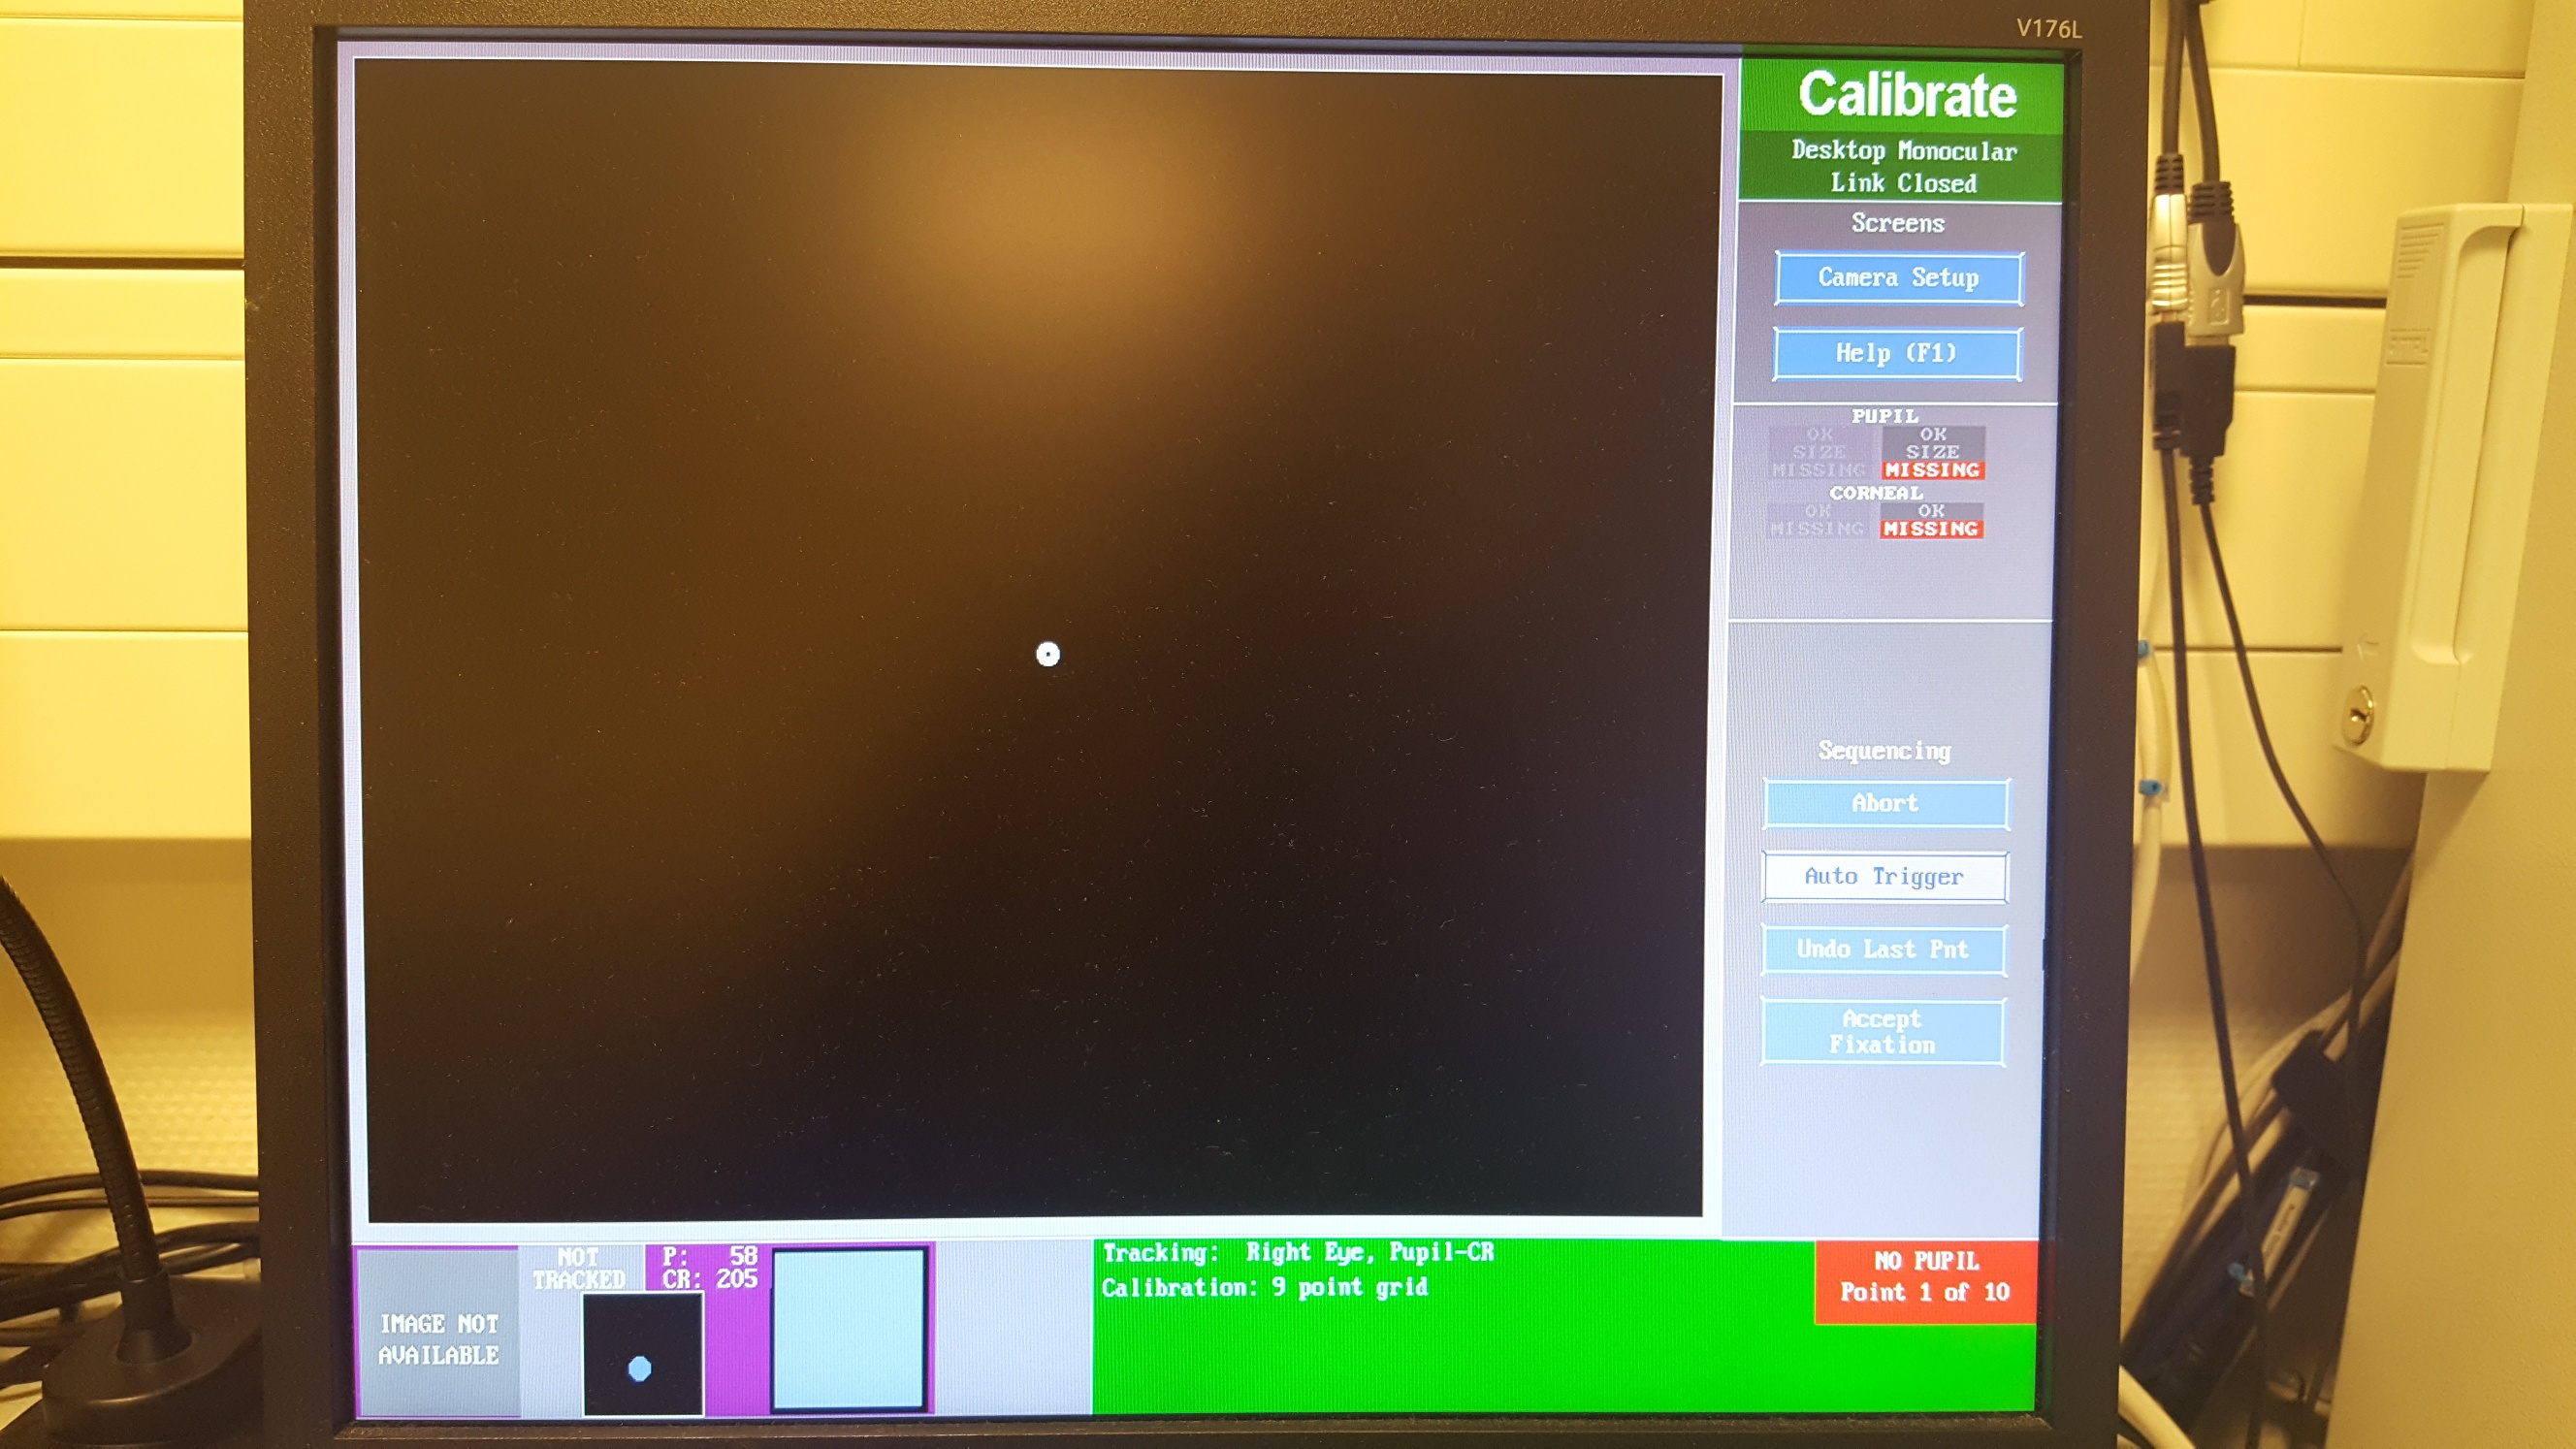 V176L
Calibrate
Desktop Monocular
Link Closed
Screens
Camera Setup
Help (F1)
PUPIL
OK OK
SIZE SIZE
MISSING MISSING
CORNEAL
OK OK
MISSING MISSING
Sequencing
Abort
Auto Trigger
Undo Last Pnt
Accept
Fixation
IMAGE NOT
AVAILABLE
NOT
TRACKED
P: 58
CR: 205
Tracking: Right Eye, Pupil-CR
Calibration: 9 point grid
NO PUPIL
Point 1 of 10